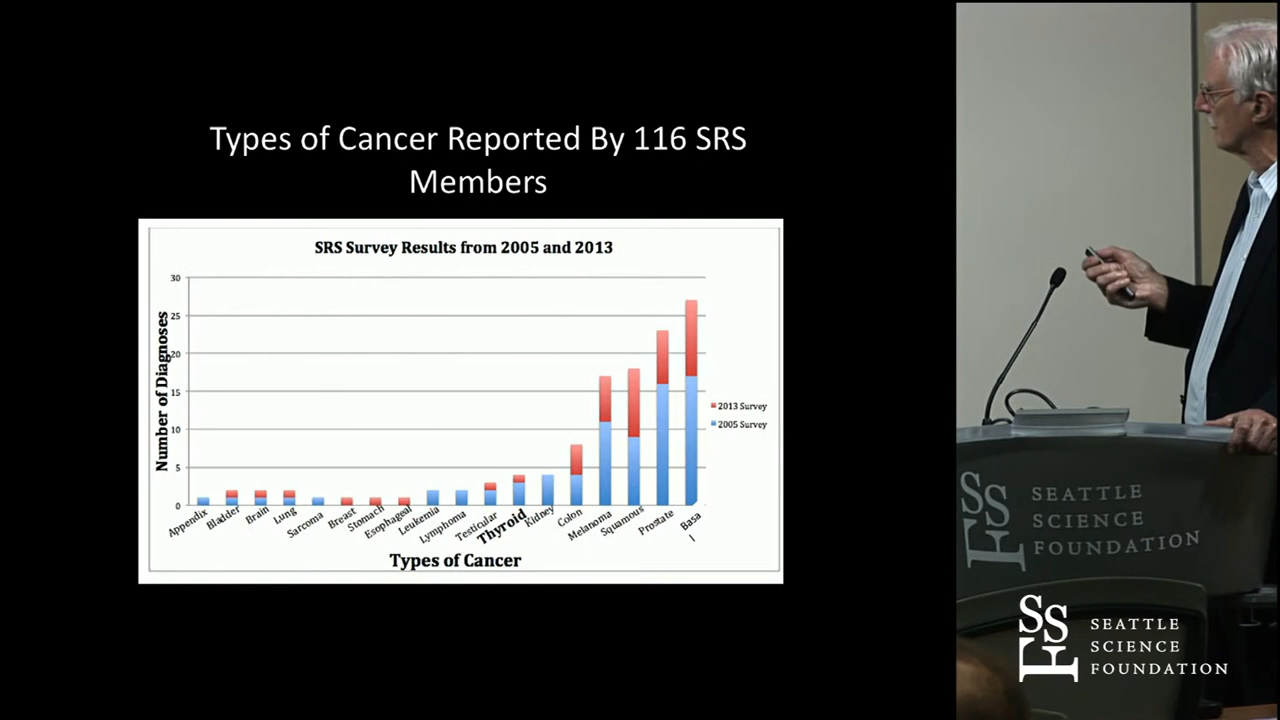 Types of Cancer Reported By 116 SRS
Members
SRS Survey Results from 2005 and 2013
Number of Diagnoses
30
25
20
15
10
5
0
Appendix
Bladder
Brain
Lung
Sarcoma
Breast
Stomach
Esophageal
Leukemia
Lymphoma
Testicular
Thyroid
Kidney
Colon
Melanoma
Squamous
Prostate
Basa
l
Types of Cancer
2013 Survey
2005 Survey
SSF
SEATTLE
SCIENCE
FOUNDATION
SSF
SEATTLE
SCIENCE
FOUNDATION